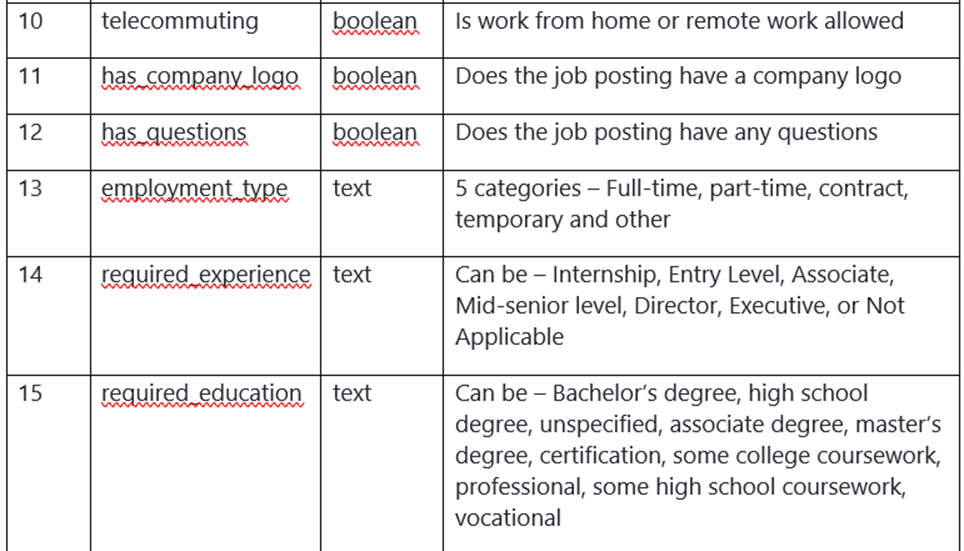 10 telecommuting boolean Is work from home or remote work allowed
11 has_company_logo boolean Does the job posting have a company logo
12 has_questions boolean Does the job posting have any questions
13 employment_type text 5 categories – Full-time, part-time, contract,
temporary and other
14 required_experience text Can be – Internship, Entry Level, Associate,
Mid-senior level, Director, Executive, or Not
Applicable
15 required_education text Can be – Bachelor’s degree, high school
degree, unspecified, associate degree, master’s
degree, certification, some college coursework,
professional, some high school coursework,
vocational